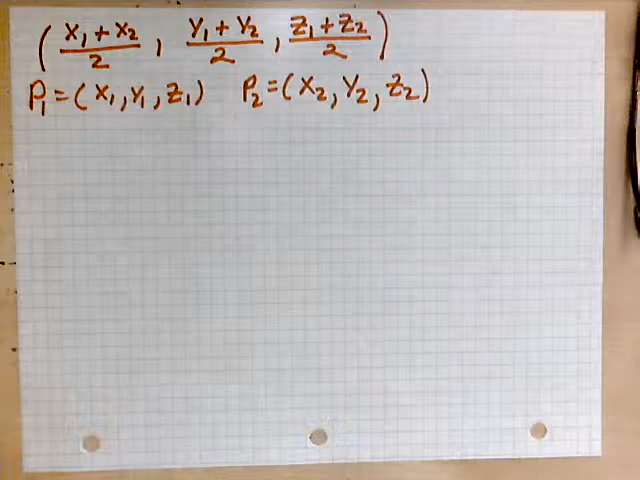 ( x₁ + x₂ / 2 , y₁ + y₂ / 2 , z₁ + z₂ / 2 )
P₁ = ( x₁ , y₁ , z₁ ) P₂ = ( x₂ , y₂ , z₂ )